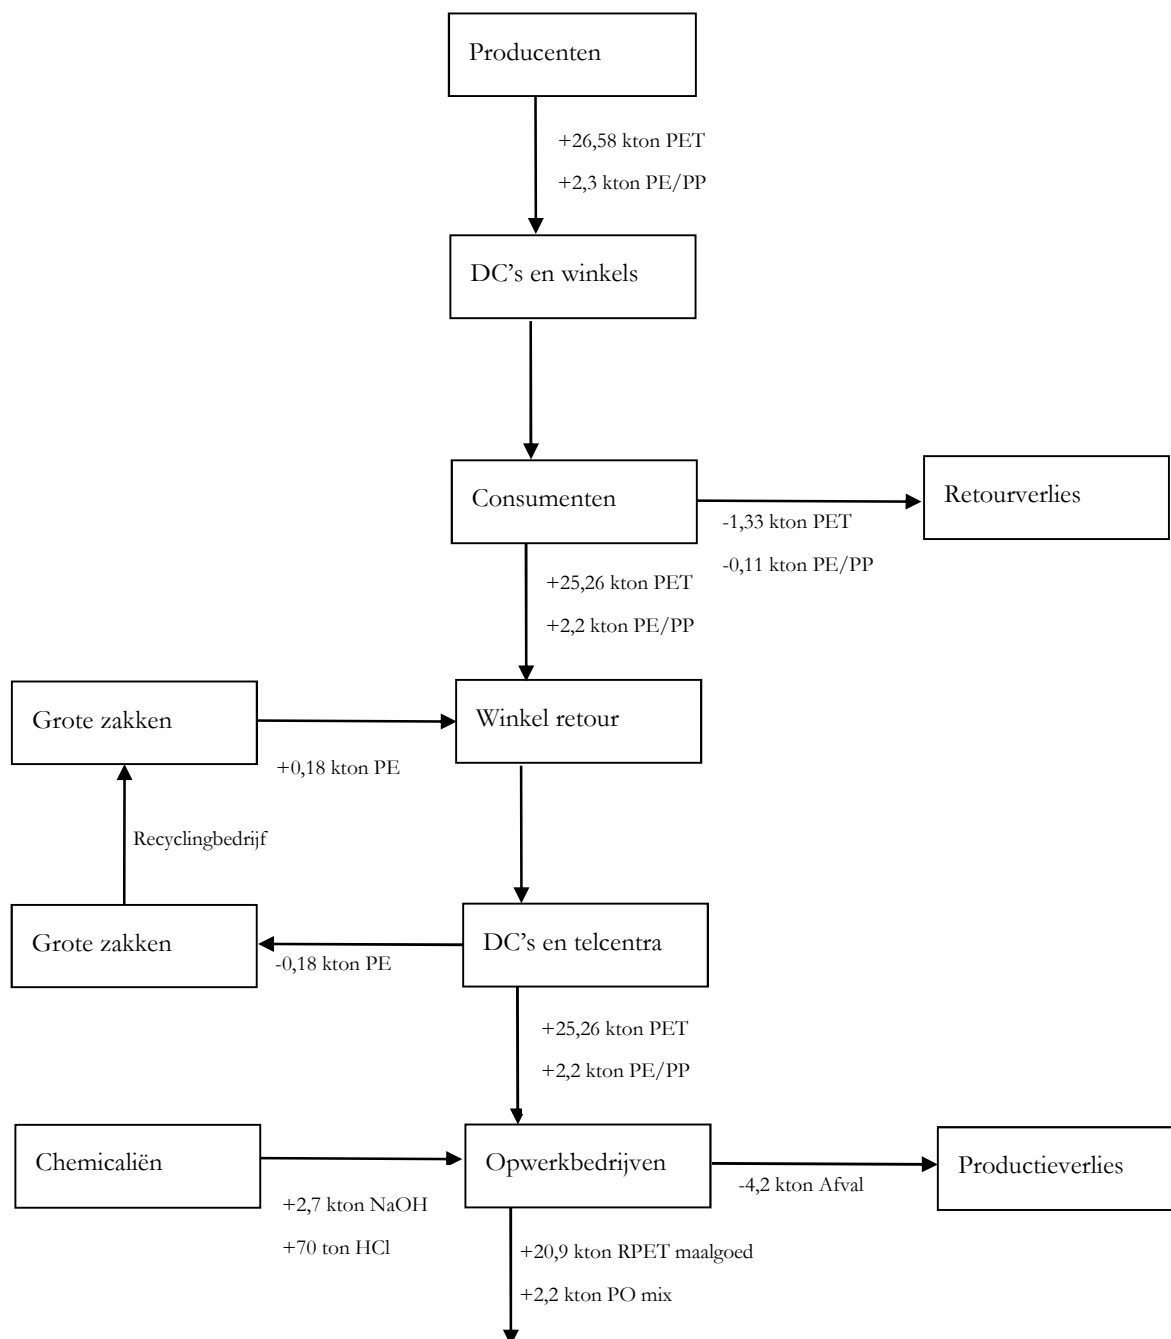 Producenten
+26,58 kton PET
+2,3 kton PE/PP
DC's en winkels
Consumenten
Retourverlies
-1,33 kton PET
-0,11 kton PE/PP
+25,26 kton PET
+2,2 kton PE/PP
Grote zakken
Winkel retour
+0,18 kton PE
Recyclingbedrijf
Grote zakken
DC's en telcentra
-0,18 kton PE
+25,26 kton PET
+2,2 kton PE/PP
Chemicaliën
Opwerkbedrijven
Productieverlies
-4,2 kton Afval
+2,7 kton NaOH
+70 ton HCl
+20,9 kton RPET maalgoed
+2,2 kton PO mix